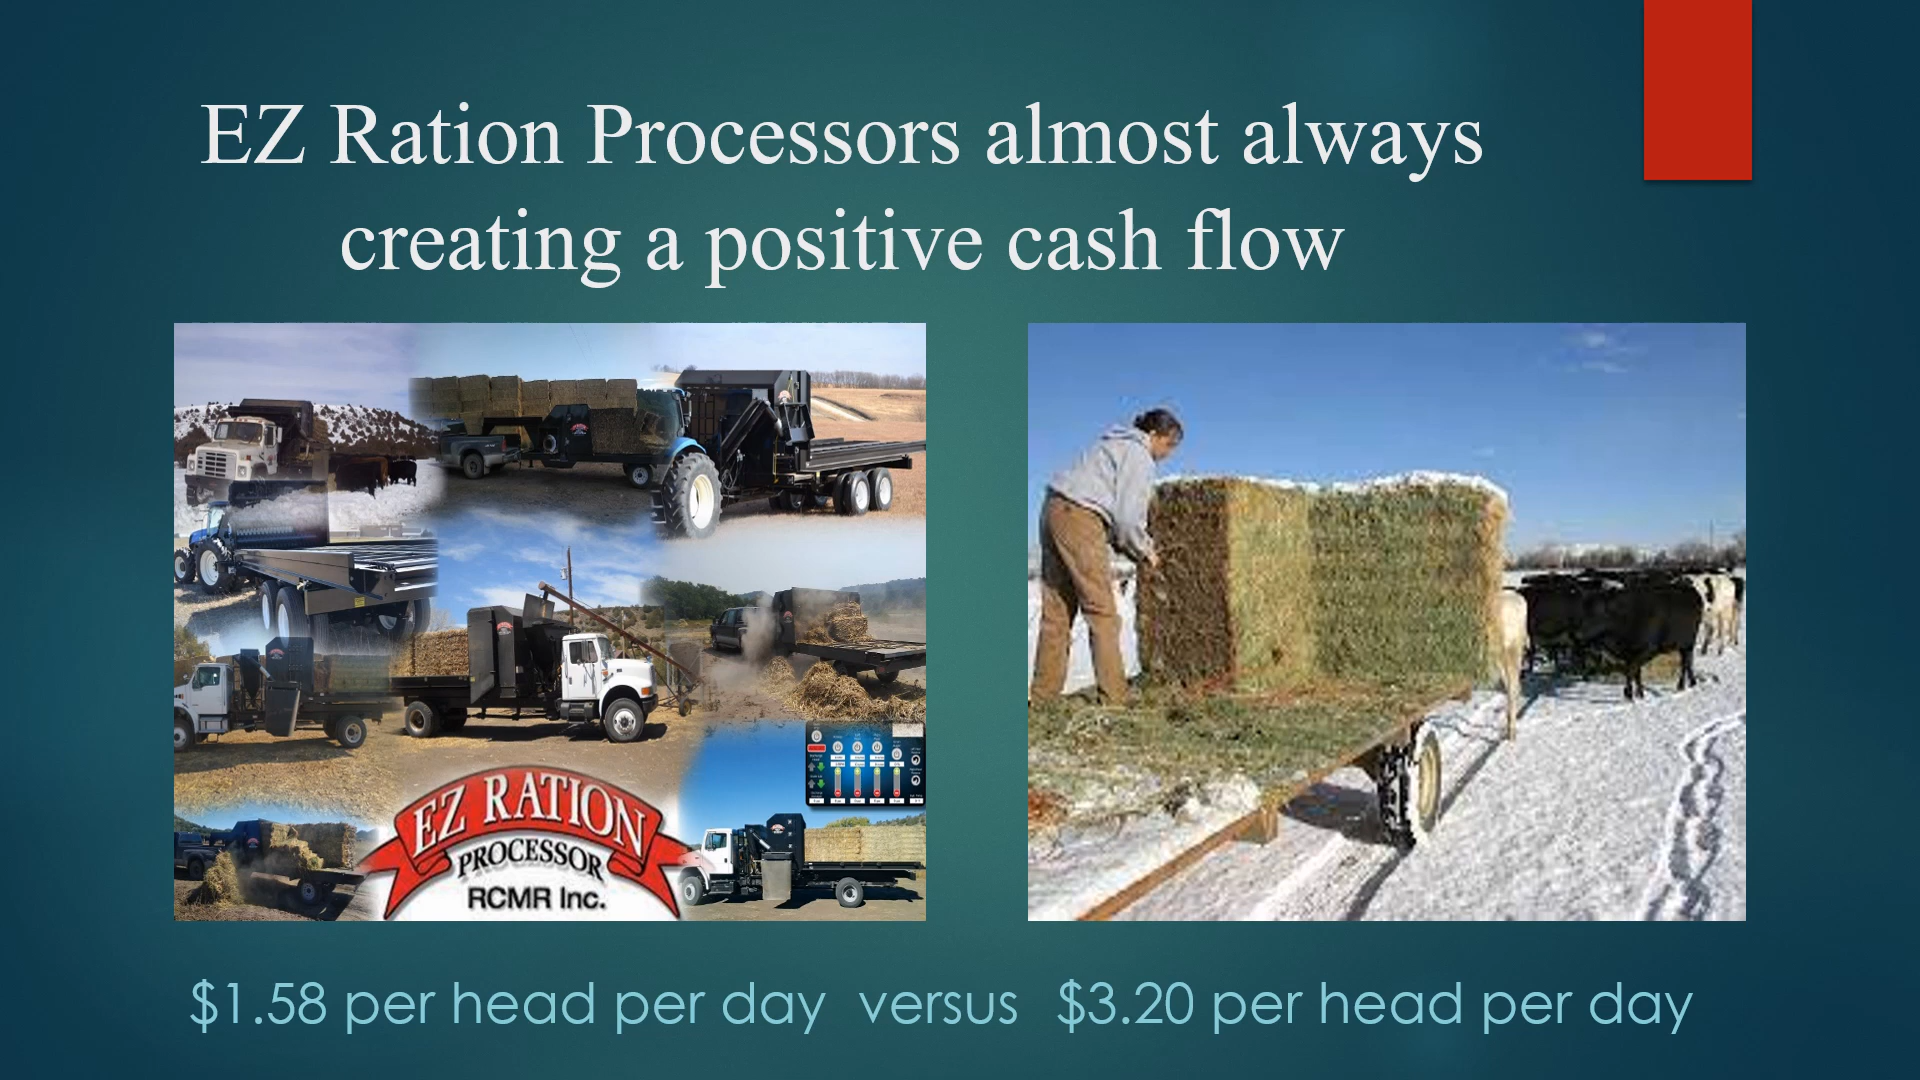 EZ Ration Processors almost always
creating a positive cash flow
EZ RATION
PROCESSOR
RCMR Inc.
$1.58 per head per day versus $3.20 per head per day